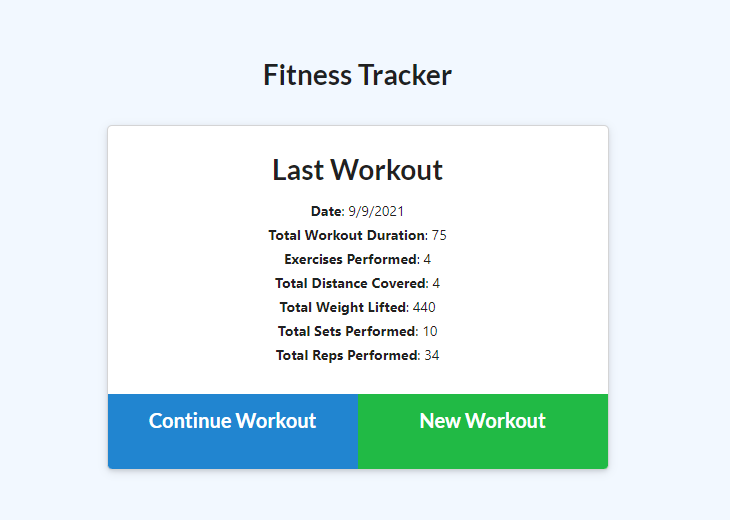 Fitness Tracker
Last Workout
Date: 9/9/2021
Total Workout Duration: 75
Exercises Performed: 4
Total Distance Covered: 4
Total Weight Lifted: 440
Total Sets Performed: 10
Total Reps Performed: 34
Continue Workout
New Workout